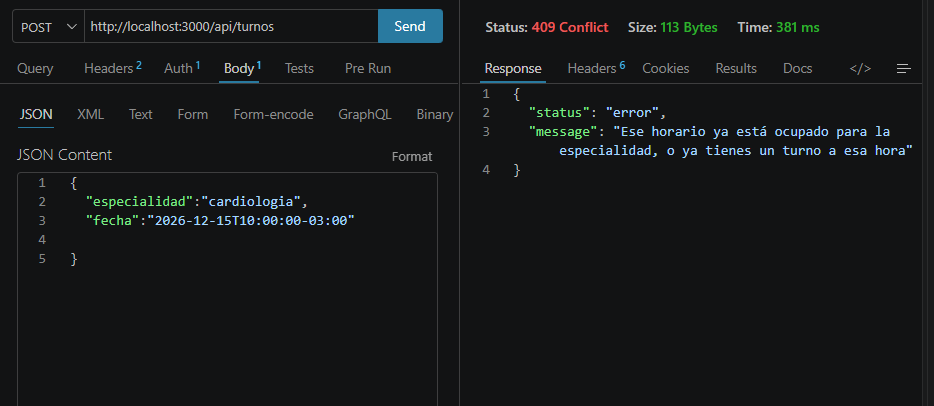 POST http://localhost:3000/api/turnos Send
Query Headers 2 Auth 1 Body 1 Tests Pre Run
JSON XML Text Form Form-encode GraphQL Binary
JSON Content Format
1 {
2 "especialidad":"cardiologia",
3 "fecha":"2026-12-15T10:00:00-03:00"
4
5 }
Status: 409 Conflict Size: 113 Bytes Time: 381 ms
Response Headers 6 Cookies Results Docs </>
1 {
2 "status": "error",
3 "message": "Ese horario ya está ocupado para la
especialidad, o ya tienes un turno a esa hora"
4 }